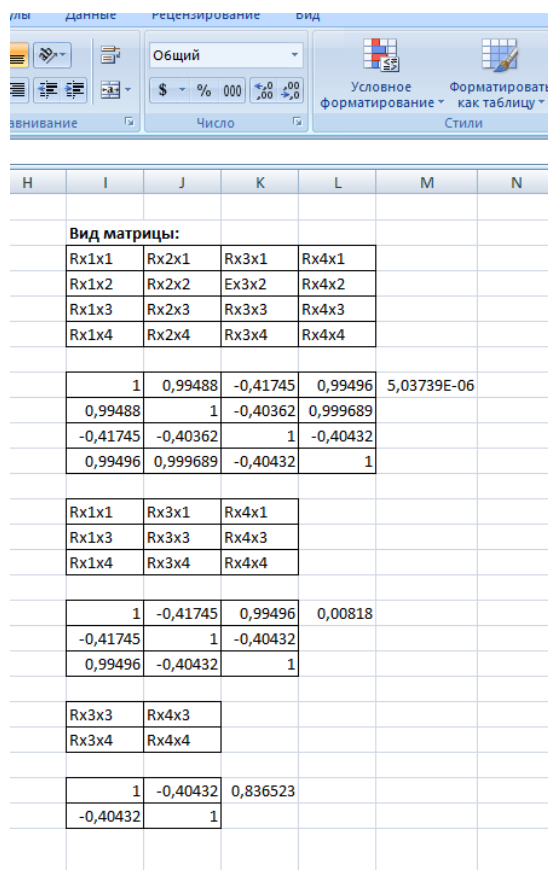 Данные Рецензирование Вид
Общий
$ % 000 ,00 ,0
Условное форматирование Форматировать как таблицу
Число Стили
H I J K L M N
Вид матрицы:
Rx1x1 Rx2x1 Rx3x1 Rx4x1
Rx1x2 Rx2x2 Ex3x2 Rx4x2
Rx1x3 Rx2x3 Rx3x3 Rx4x3
Rx1x4 Rx2x4 Rx3x4 Rx4x4
1 0,99488 -0,41745 0,99496 5,03739E-06
0,99488 1 -0,40362 0,999689
-0,41745 -0,40362 1 -0,40432
0,99496 0,999689 -0,40432 1
Rx1x1 Rx3x1 Rx4x1
Rx1x3 Rx3x3 Rx4x3
Rx1x4 Rx3x4 Rx4x4
1 -0,41745 0,99496 0,00818
-0,41745 1 -0,40432
0,99496 -0,40432 1
Rx3x3 Rx4x3
Rx3x4 Rx4x4
1 -0,40432 0,836523
-0,40432 1